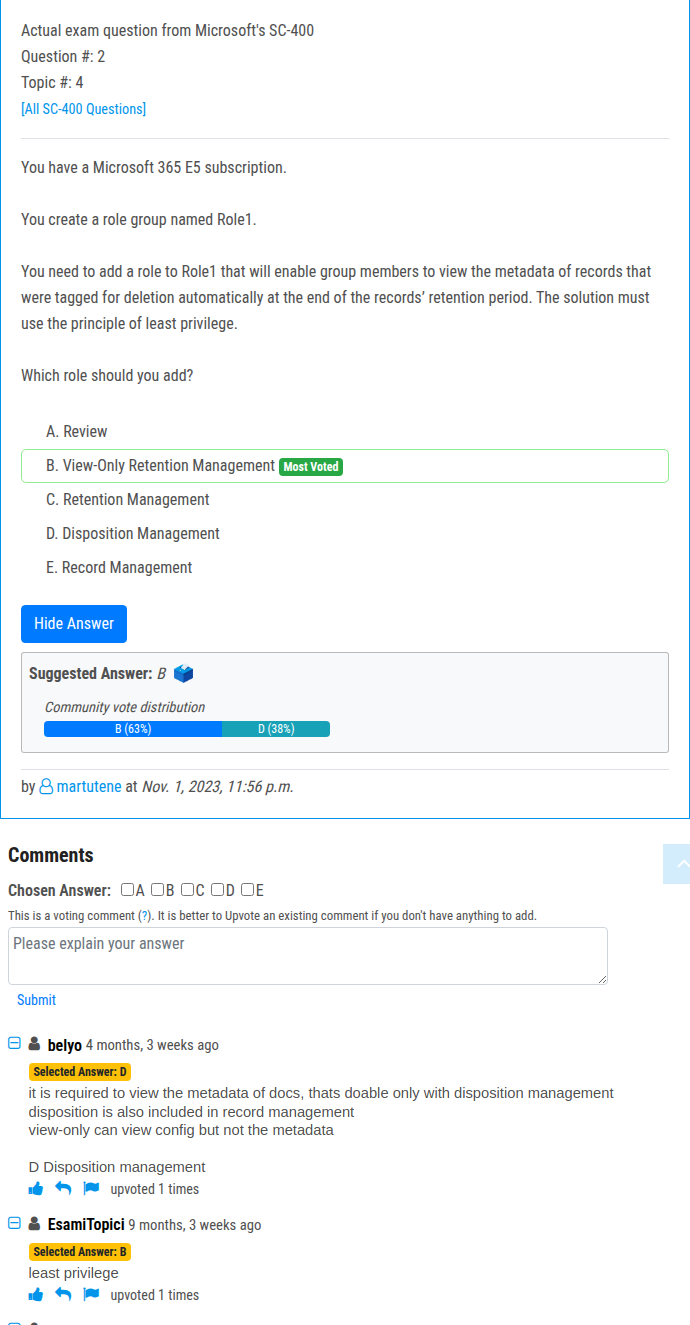 Actual exam question from Microsoft's SC-400
Question #: 2
Topic #: 4
[All SC-400 Questions]
You have a Microsoft 365 E5 subscription.
You create a role group named Role1.
You need to add a role to Role1 that will enable group members to view the metadata of records that
were tagged for deletion automatically at the end of the records’ retention period. The solution must
use the principle of least privilege.
Which role should you add?
A. Review
B. View-Only Retention Management Most Voted
C. Retention Management
D. Disposition Management
E. Record Management
Hide Answer
Suggested Answer: B
Community vote distribution
B (63%) D (38%)
by martutene at Nov. 1, 2023, 11:56 p.m.
Comments
Chosen Answer: A B C D E
This is a voting comment (?). It is better to Upvote an existing comment if you don't have anything to add.
Please explain your answer
Submit
belyo 4 months, 3 weeks ago
Selected Answer: D
it is required to view the metadata of docs, thats doable only with disposition management
disposition is also included in record management
view-only can view config but not the metadata
D Disposition management
upvoted 1 times
EsamiTopici 9 months, 3 weeks ago
Selected Answer: B
least privilege
upvoted 1 times